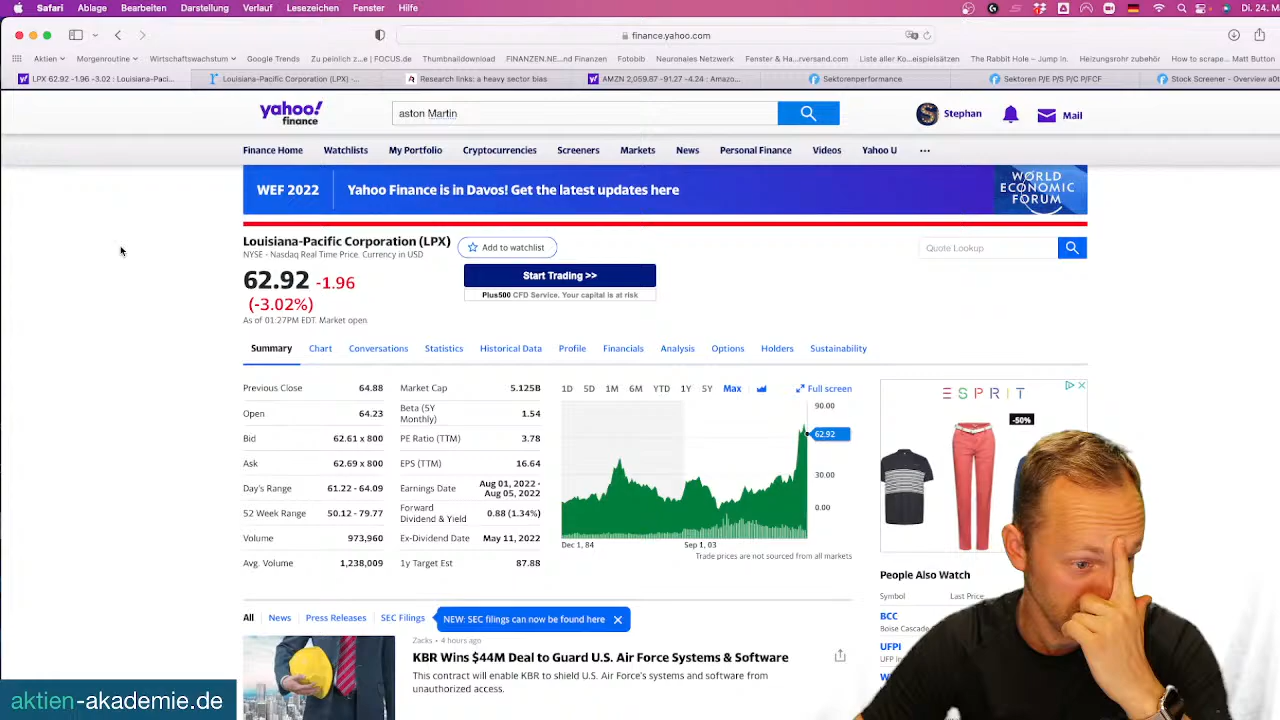 Safari Ablage Bearbeiten Darstellung Verlauf Lesezeichen Fenster Hilfe
Di. 24. M
finance.yahoo.com
Aktien Morgenroutine Wirtschaftswachstum Google Trends Zu peinlich z...| FOCUS.de Thumbnaildownload FINANZEN.NE...nd Finanzen Fotobib Neuronales Netzwerk Fenster & Ha...rversand.com Liste aller Ko...eispielsätzen The Rabbit Hole – Jump in. Heizungsrohr zubehör How to scrape... Matt Button
LPX 62.92 -1.96 -3.02 : Louisiana-Paci...
Louisiana-Pacific Corporation (LPX) -...
Research links: a heavy sector bias
AMZN 2,059.87 -91.27 -4.24 : Amazo...
Sektorenperformance
Sektoren P/E P/S P/C P/FCF
Stock Screener - Overview a0t
yahoo!
finance
aston Martin
Stephan
Mail
Finance Home Watchlists My Portfolio Cryptocurrencies Screeners Markets News Personal Finance Videos Yahoo U ...
WEF 2022 Yahoo Finance is in Davos! Get the latest updates here
WORLD
ECONOMIC
FORUM
Louisiana-Pacific Corporation (LPX)
Add to watchlist
Quote Lookup
NYSE - Nasdaq Real Time Price. Currency in USD
62.92 -1.96
(-3.02%)
As of 01:27PM EDT. Market open
Start Trading >>
Plus500 CFD Service. Your capital is at risk
Summary Chart Conversations Statistics Historical Data Profile Financials Analysis Options Holders Sustainability
Previous Close 64.88
Open 64.23
Bid 62.61 x 800
Ask 62.69 x 800
Day's Range 61.22 - 64.09
52 Week Range 50.12 - 79.77
Volume 973,960
Avg. Volume 1,238,009
Market Cap 5.125B
Beta (5Y
Monthly) 1.54
PE Ratio (TTM) 3.78
EPS (TTM) 16.64
Earnings Date Aug 01, 2022 -
Aug 05, 2022
Forward
Dividend & Yield 0.88 (1.34%)
Ex-Dividend Date May 11, 2022
1y Target Est 87.88
1D 5D 1M 6M YTD 1Y 5Y Max Full screen
90.00
62.92
30.00
0.00
Dec 1, 84 Sep 1, 03
Trade prices are not sourced from all markets
ESPRIT
-50%
People Also Watch
Symbol Last Price
BCC
Boise Cascade
UFPI
UFP In
W
All News Press Releases SEC Filings
NEW: SEC filings can now be found here
Zacks • 4 hours ago
KBR Wins $44M Deal to Guard U.S. Air Force Systems & Software
This contract will enable KBR to shield U.S. Air Force's systems and software from
unauthorized access.
aktien-akademie.de